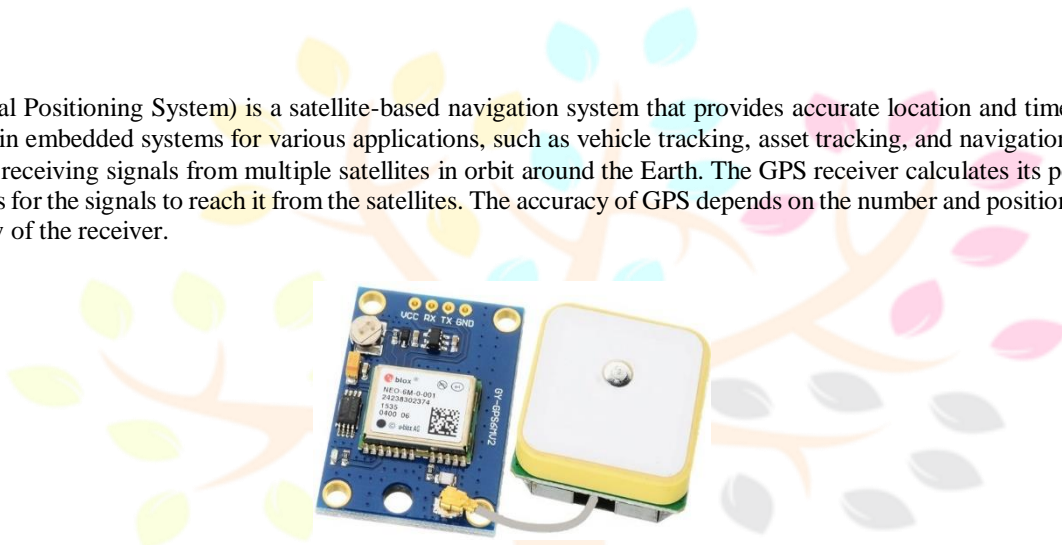 al Positioning System) is a satellite-based navigation system that provides accurate location and time
in embedded systems for various applications, such as vehicle tracking, asset tracking, and navigation
receiving signals from multiple satellites in orbit around the Earth. The GPS receiver calculates its p
s for the signals to reach it from the satellites. The accuracy of GPS depends on the number and position
y of the receiver.
VCC RX TX GND
blox
NEO-6M-0-001
24238302374
1535
0400 06
© u-blox AG
GY-GPS6MV2